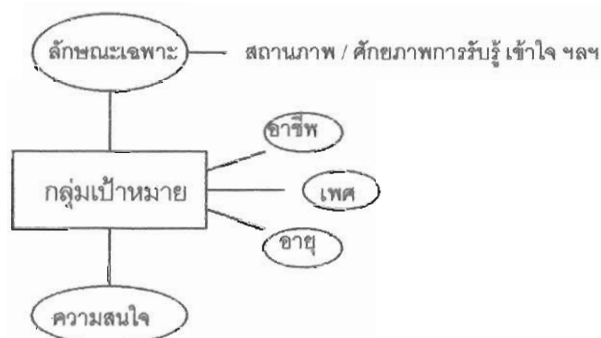 ลักษณะเฉพาะ สถานภาพ / ศักยภาพการรับรู้ เข้าใจ ฯลฯ
อาชีพ
กลุ่มเป้าหมาย
เพศ
อายุ
ความสนใจ